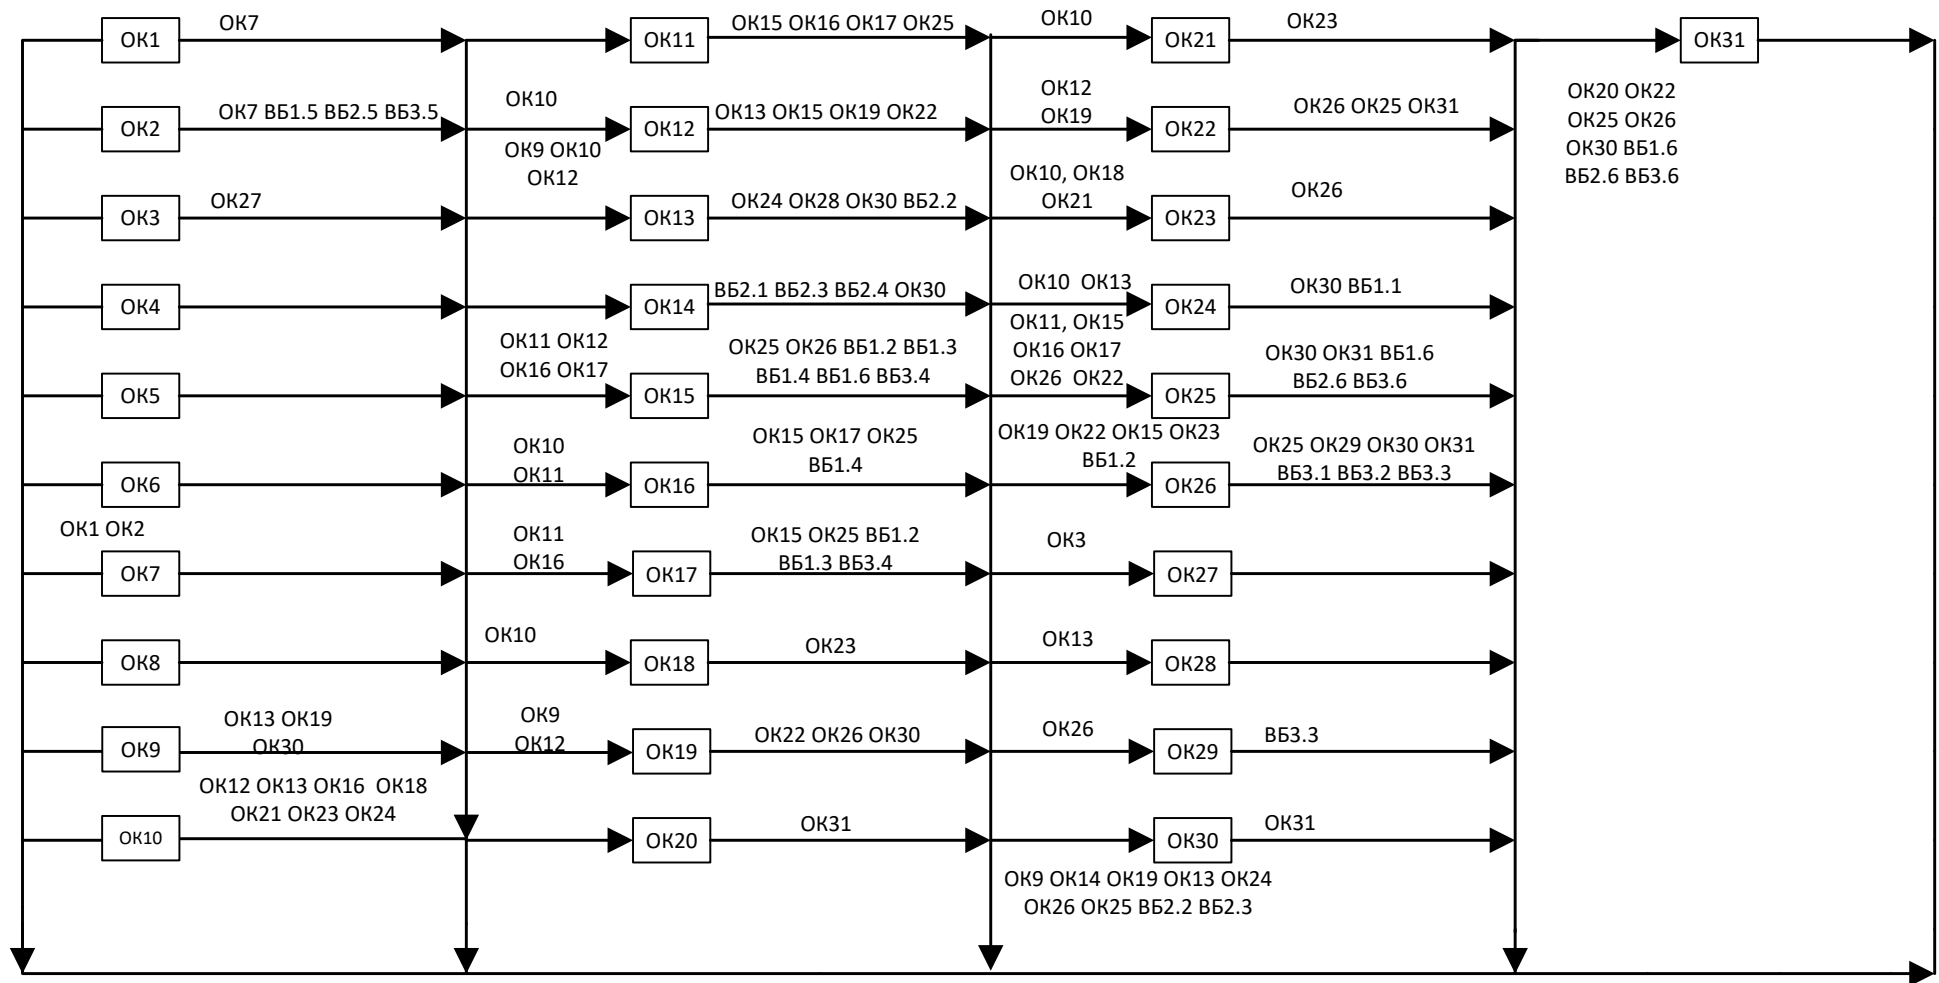 ОК1
ОК7
ОК11
ОК15 ОК16 ОК17 ОК25
ОК10
ОК21
ОК23
ОК31
ОК20 ОК22
ОК25 ОК26
ОК30 ВБ1.6
ВБ2.6 ВБ3.6
ОК2
ОК7 ВБ1.5 ВБ2.5 ВБ3.5
ОК10
ОК12
ОК13 ОК15 ОК19 ОК22
ОК12
ОК19
ОК22
ОК26 ОК25 ОК31
ОК3
ОК27
ОК9 ОК10
ОК12
ОК13
ОК24 ОК28 ОК30 ВБ2.2
ОК10, ОК18
ОК21
ОК23
ОК26
ОК4
ОК14
ВБ2.1 ВБ2.3 ВБ2.4 ОК30
ОК10 ОК13
ОК24
ОК30 ВБ1.1
ОК5
ОК11 ОК12
ОК16 ОК17
ОК15
ОК25 ОК26 ВБ1.2 ВБ1.3
ВБ1.4 ВБ1.6 ВБ3.4
ОК11, ОК15
ОК16 ОК17
ОК26 ОК22
ОК25
ОК30 ОК31 ВБ1.6
ВБ2.6 ВБ3.6
ОК6
ОК10
ОК11
ОК16
ОК15 ОК17 ОК25
ВБ1.4
ОК19 ОК22 ОК15 ОК23
ВБ1.2
ОК26
ОК25 ОК29 ОК30 ОК31
ВБ3.1 ВБ3.2 ВБ3.3
ОК1 ОК2
ОК7
ОК11
ОК16
ОК17
ОК15 ОК25 ВБ1.2
ВБ1.3 ВБ3.4
ОК3
ОК27
ОК8
ОК10
ОК18
ОК23
ОК13
ОК28
ОК9
ОК13 ОК19
ОК30
ОК9
ОК12
ОК19
ОК22 ОК26 ОК30
ОК26
ОК29
ВБ3.3
ОК10
ОК12 ОК13 ОК16 ОК18
ОК21 ОК23 ОК24
ОК20
ОК31
ОК30
ОК31
ОК9 ОК14 ОК19 ОК13 ОК24
ОК26 ОК25 ВБ2.2 ВБ2.3